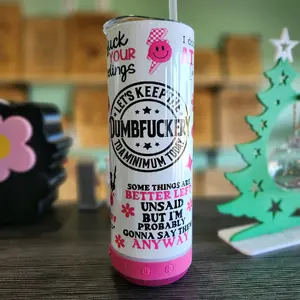 uck
YOUR
elings
I do
LET'S KEEP
DUMBFUCKERY
TO A MINIMUM TODAY
SOME THINGS ARE
BETTER LEFT
UNSAID
BUT I'M
PROBABLY
GONNA SAY THEM
ANYWAY